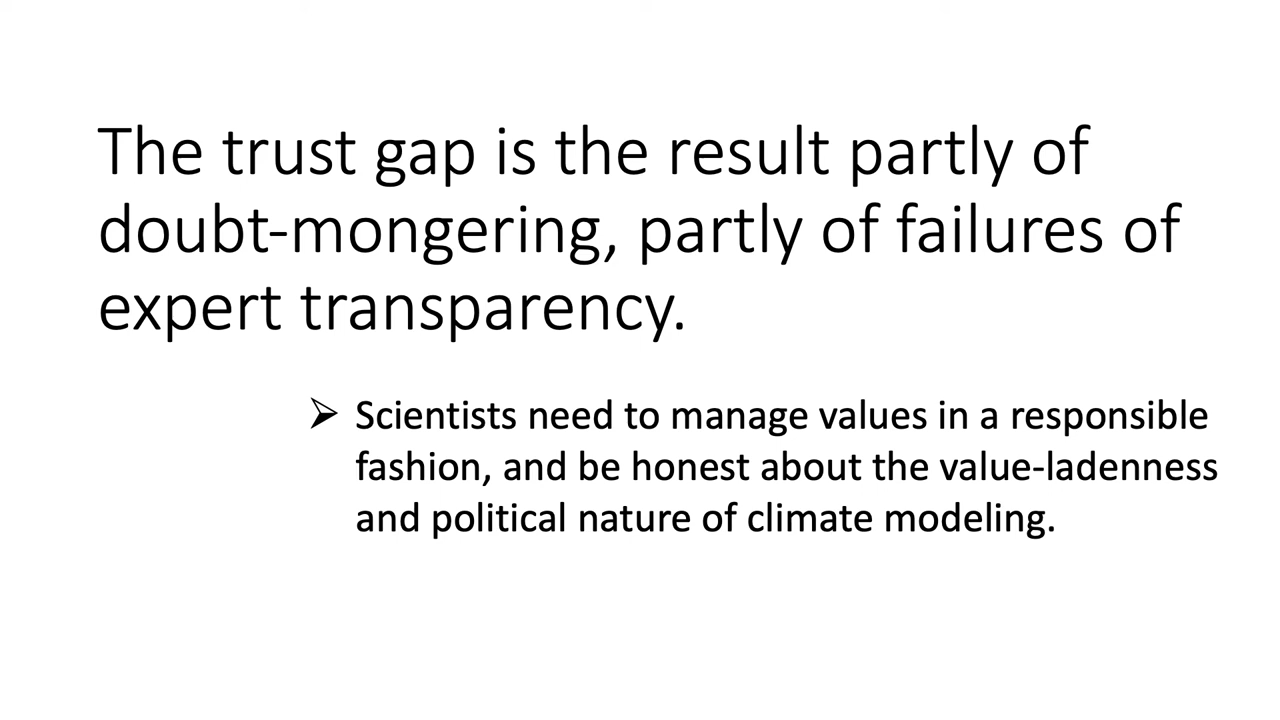 The trust gap is the result partly of
doubt-mongering, partly of failures of
expert transparency.
➢ Scientists need to manage values in a responsible
fashion, and be honest about the value-ladenness
and political nature of climate modeling.